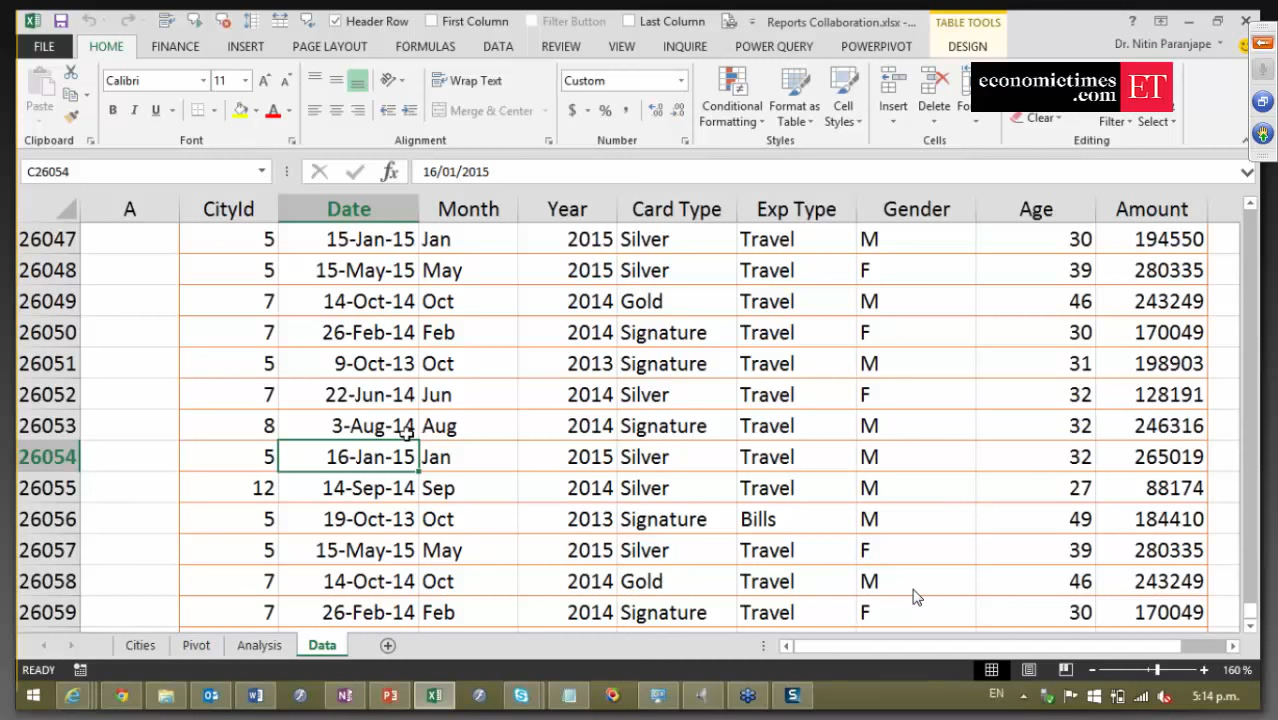 Header Row First Column Filter Button Last Column Reports Collaboration.xlsx -... TABLE TOOLS ?
FILE HOME FINANCE INSERT PAGE LAYOUT FORMULAS DATA REVIEW VIEW INQUIRE POWER QUERY POWERPIVOT DESIGN Dr. Nitin Paranjape
Calibri 11 Wrap Text Custom
economictimes
.com ET
Paste B I U Merge & Center $ % Conditional Format as Cell Insert Delete
Formatting Table Styles Clear Filter Select
Clipboard Font Alignment Number Styles Cells Editing
C26054 fx 16/01/2015
A CityId Date Month Year Card Type Exp Type Gender Age Amount
26047 5 15-Jan-15 Jan 2015 Silver Travel M 30 194550
26048 5 15-May-15 May 2015 Silver Travel F 39 280335
26049 7 14-Oct-14 Oct 2014 Gold Travel M 46 243249
26050 7 26-Feb-14 Feb 2014 Signature Travel F 30 170049
26051 5 9-Oct-13 Oct 2013 Signature Travel M 31 198903
26052 7 22-Jun-14 Jun 2014 Silver Travel F 32 128191
26053 8 3-Aug-14 Aug 2014 Signature Travel M 32 246316
26054 5 16-Jan-15 Jan 2015 Silver Travel M 32 265019
26055 12 14-Sep-14 Sep 2014 Silver Travel M 27 88174
26056 5 19-Oct-13 Oct 2013 Signature Bills M 49 184410
26057 5 15-May-15 May 2015 Silver Travel F 39 280335
26058 7 14-Oct-14 Oct 2014 Gold Travel M 46 243249
26059 7 26-Feb-14 Feb 2014 Signature Travel F 30 170049
Cities Pivot Analysis Data
READY 160 %
EN 5:14 p.m.